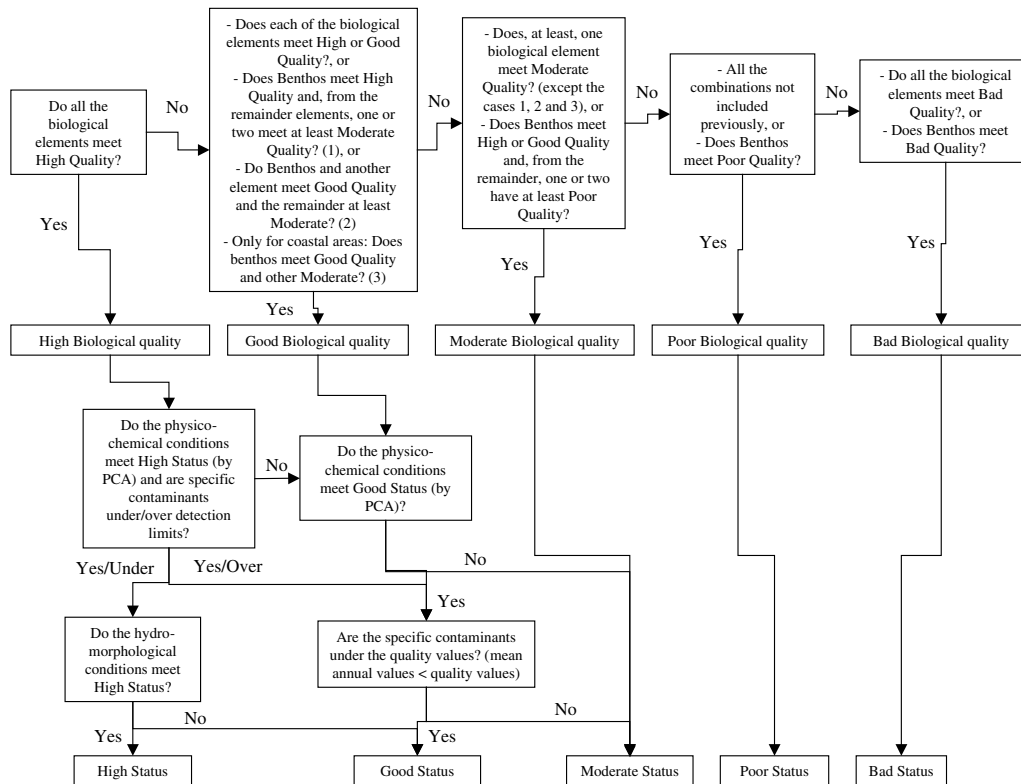 Do all the
biological
elements meet
High Quality?
No
- Does each of the biological
elements meet High or Good
Quality?, or
- Does Benthos meet High
Quality and, from the
remainder elements, one or
two meet at least Moderate
Quality? (1), or
- Do Benthos and another
element meet Good Quality
and the remainder at least
Moderate? (2)
- Only for coastal areas: Does
benthos meet Good Quality
and other Moderate? (3)
No
- Does, at least, one
biological element
meet Moderate
Quality? (except the
cases 1, 2 and 3), or
- Does Benthos meet
High or Good Quality
and, from the
remainder, one or two
have at least Poor
Quality?
No
- All the
combinations not
included
previously, or
- Does Benthos
meet Poor Quality?
No
- Do all the biological
elements meet Bad
Quality?, or
- Does Benthos meet
Bad Quality?
Yes
Yes
Yes
Yes
Yes
High Biological quality
Good Biological quality
Moderate Biological quality
Poor Biological quality
Bad Biological quality
Do the physico-
chemical conditions
meet High Status (by
PCA) and are specific
contaminants
under/over detection
limits?
No
Do the physico-
chemical conditions
meet Good Status (by
PCA)?
Yes/Under
Yes/Over
No
Yes
Do the hydro-
morphological
conditions meet
High Status?
Are the specific contaminants
under the quality values? (mean
annual values < quality values)
Yes
No
Yes
No
High Status
Good Status
Moderate Status
Poor Status
Bad Status